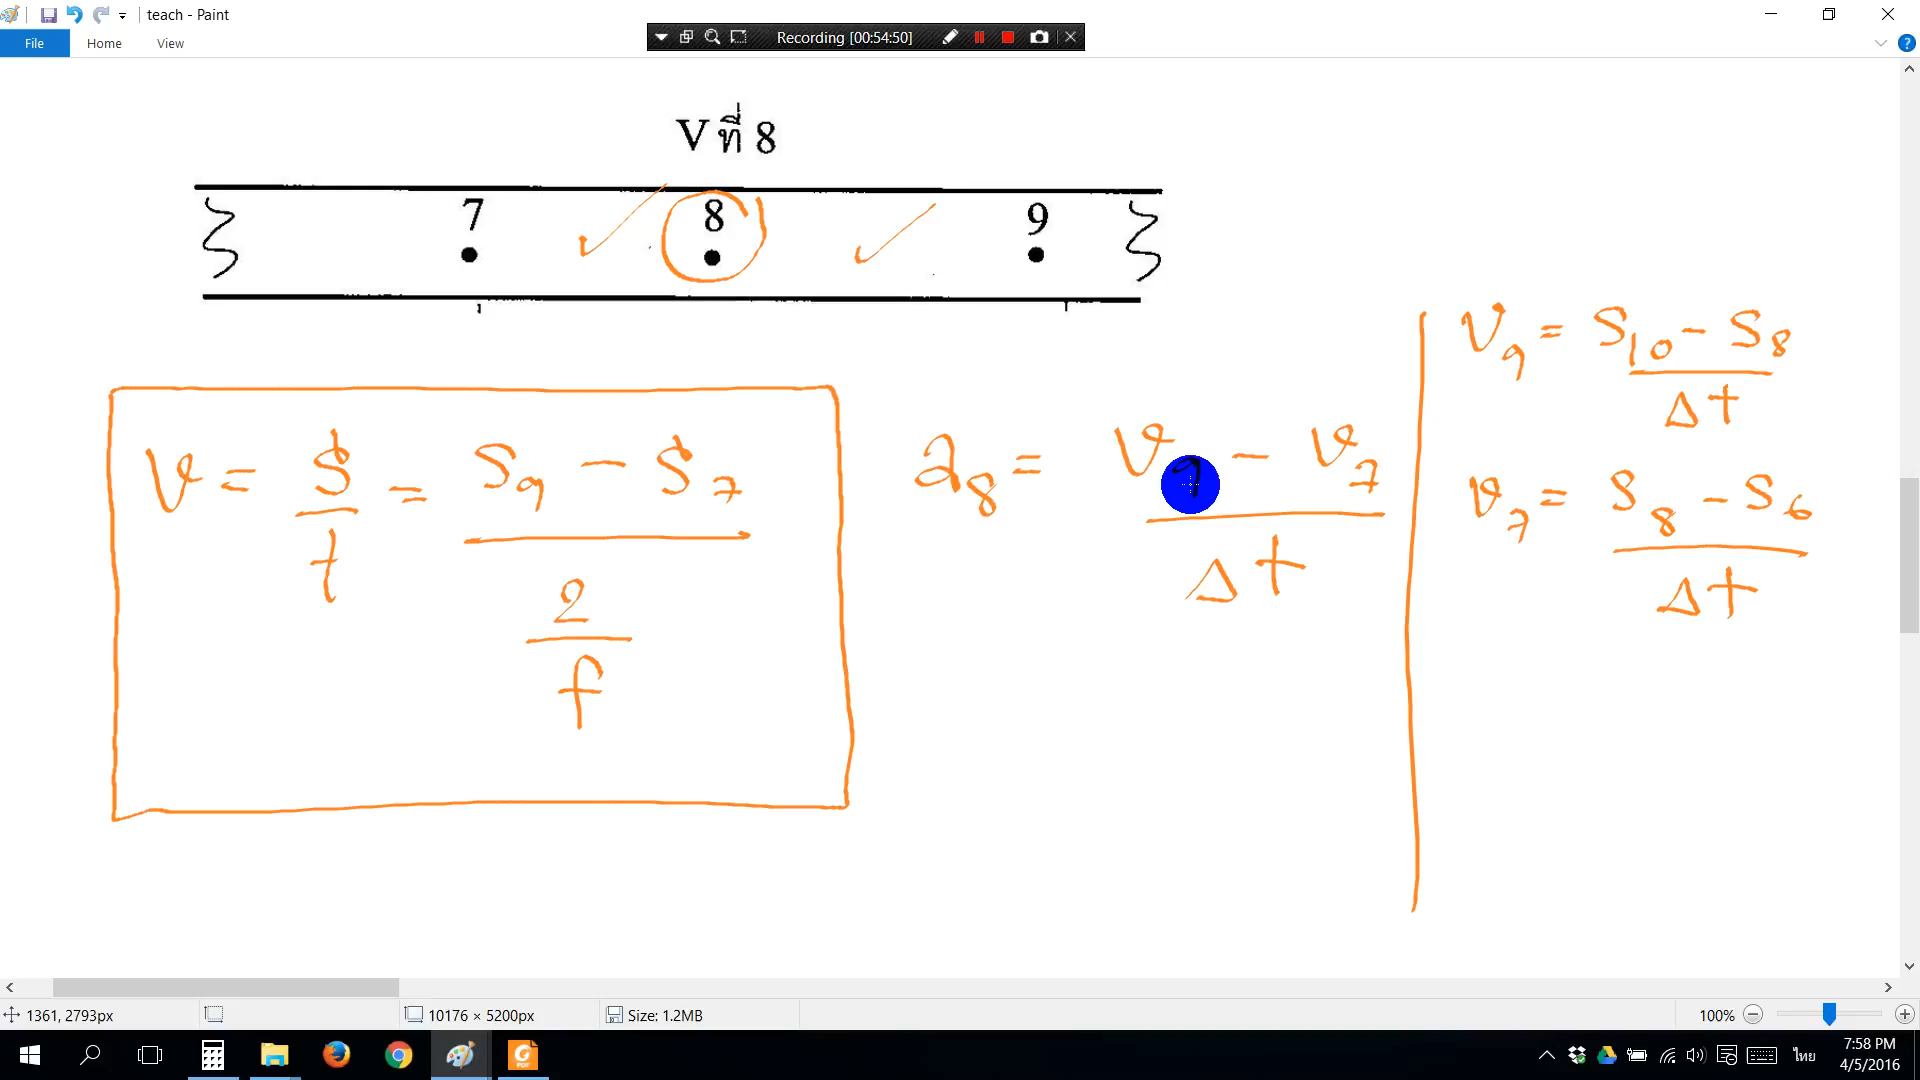 teach - Paint
Recording [00:54:50]
File Home View
V ที่ 8
7 8 9
V = S/t = (S9 - S7) / (2/f)
a8 = (V9 - V7) / Δt
V9 = (S10 - S8) / Δt
V7 = (S8 - S6) / Δt
1361, 2793px
10176 × 5200px
Size: 1.2MB
100%
ไทย
7:58 PM
4/5/2016